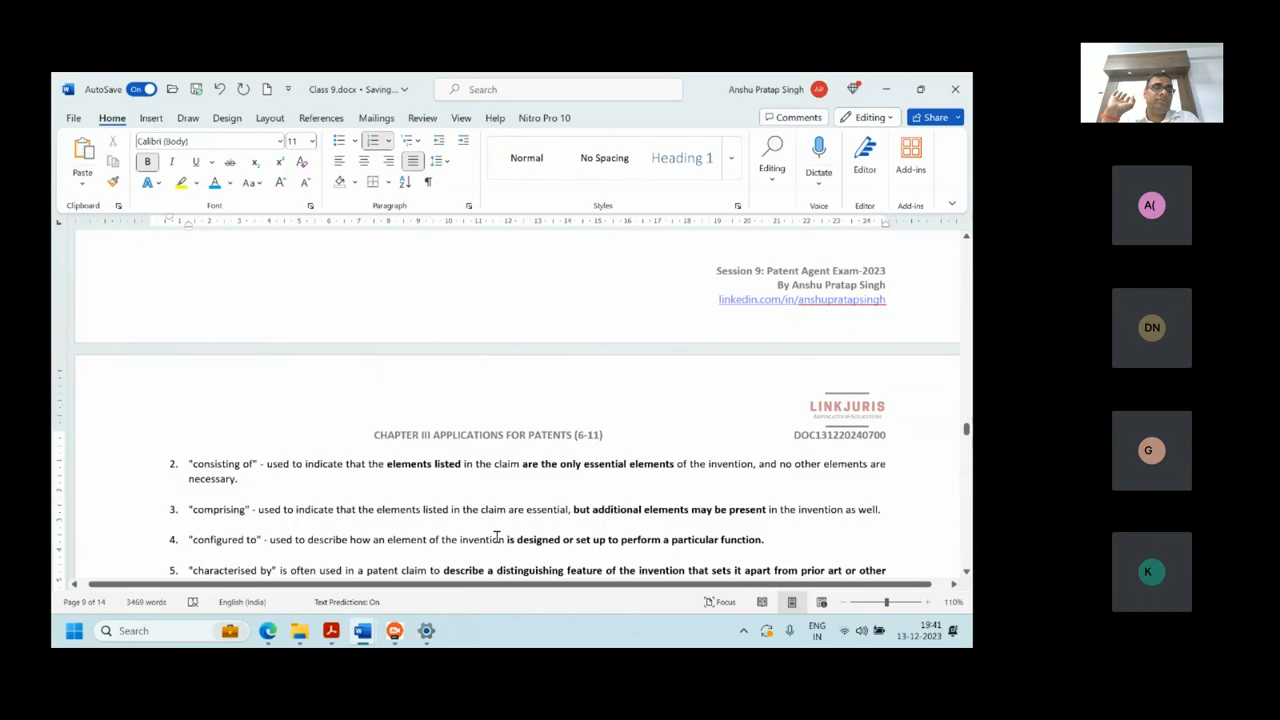 AutoSave On Class 9.docx • Saving... Search Anshu Pratap Singh AP
File Home Insert Draw Design Layout References Mailings Review View Help Nitro Pro 10 Comments Editing Share
Paste Calibri (Body) 11 Normal No Spacing Heading 1 Editing Dictate Editor Add-ins
Clipboard Font Paragraph Styles Voice Editor Add-ins
Session 9: Patent Agent Exam-2023
By Anshu Pratap Singh
linkedin.com/in/anshupratapsingh
LINKJURIS
ADVOCATES & SOLICITORS
CHAPTER III APPLICATIONS FOR PATENTS (6-11) DOC131220240700
2. "consisting of" - used to indicate that the elements listed in the claim are the only essential elements of the invention, and no other elements are
necessary.
3. "comprising" - used to indicate that the elements listed in the claim are essential, but additional elements may be present in the invention as well.
4. "configured to" - used to describe how an element of the invention is designed or set up to perform a particular function.
5. "characterised by" is often used in a patent claim to describe a distinguishing feature of the invention that sets it apart from prior art or other
Page 9 of 14 3469 words English (India) Text Predictions: On Focus 110%
Search ENG IN 19:41 13-12-2023
A(
DN
G
K